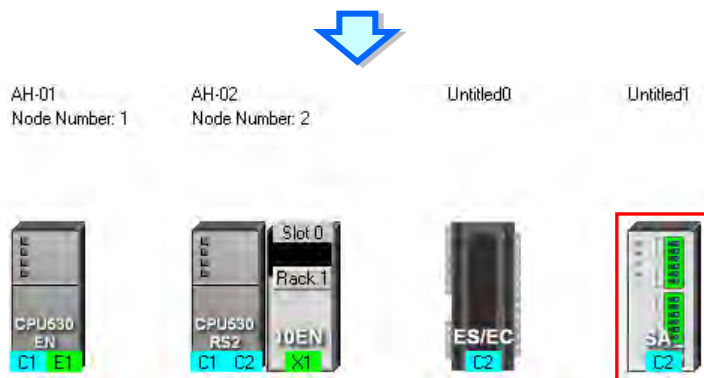 AH-01
Node Number: 1
AH-02
Node Number: 2
Untitled0
Untitled1
CPU530
EN
C1 E1
CPU530
RS2
C1 C2
Slot 0
Rack 1
10EN
X1
ES/EC
C2
SA
C2